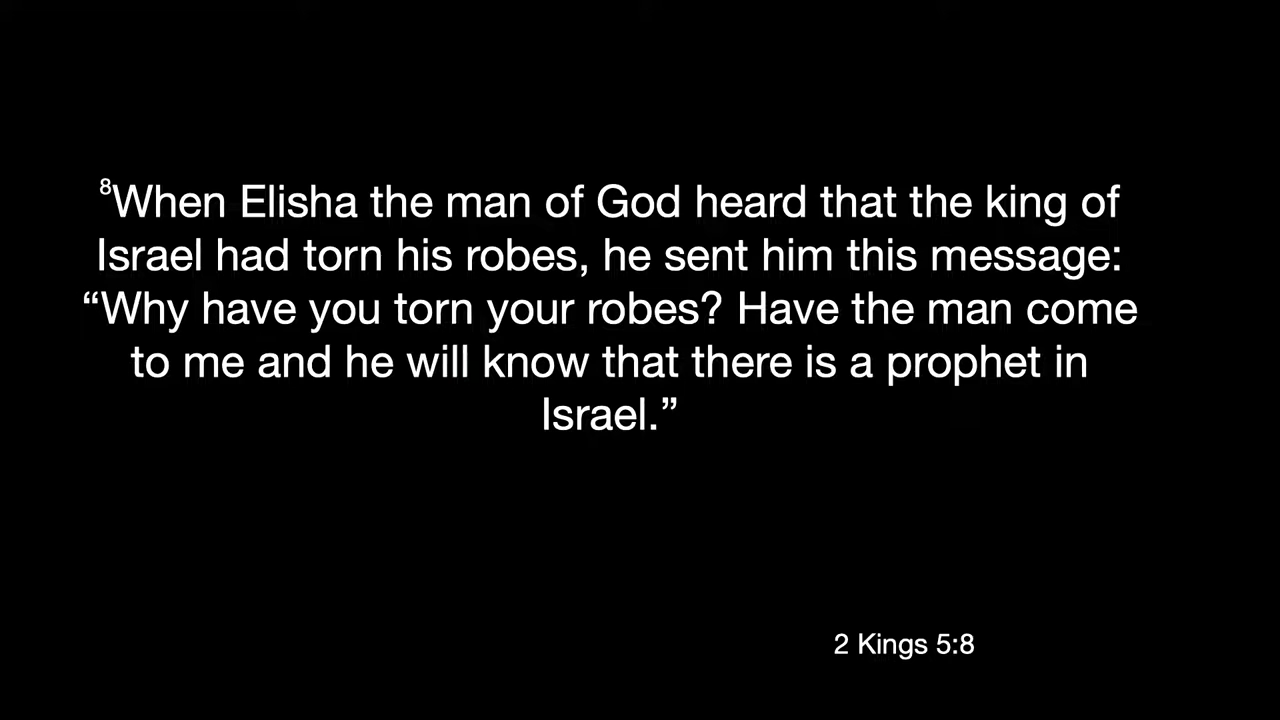 ⁸When Elisha the man of God heard that the king of
Israel had torn his robes, he sent him this message:
“Why have you torn your robes? Have the man come
to me and he will know that there is a prophet in
Israel.”
2 Kings 5:8